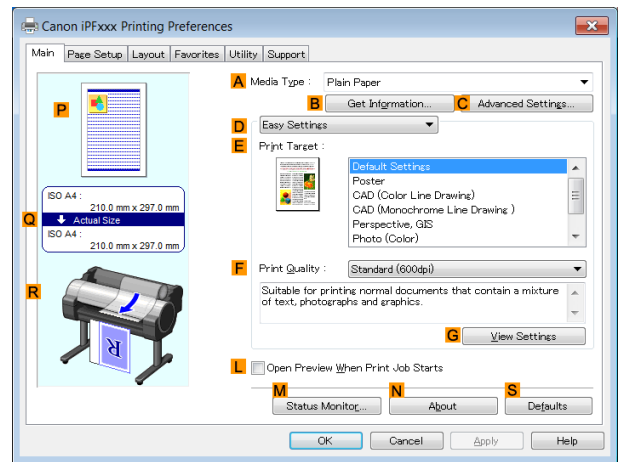 Canon iPFxxx Printing Preferences
Main Page Setup Layout Favorites Utility Support
A Media Type : Plain Paper
B Get Information... C Advanced Settings...
D Easy Settings
E Print Target :
Default Settings
Poster
CAD (Color Line Drawing)
CAD (Monochrome Line Drawing )
Perspective, GIS
Photo (Color)
P
ISO A4 :
210.0 mm x 297.0 mm
Q Actual Size
ISO A4 :
210.0 mm x 297.0 mm
F Print Quality : Standard (600dpi)
Suitable for printing normal documents that contain a mixture
of text, photographs and graphics.
R
R
G View Settings
L Open Preview When Print Job Starts
M Status Monitor... N About S Defaults
OK Cancel Apply Help